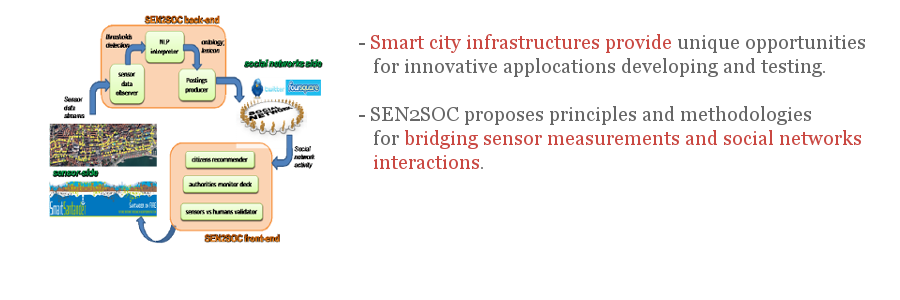 SEN2SOC back-end
thresholds
detection
NLP
interpreter
ontology,
lexicon
sensor
data
observer
Postings
producer
social networks side
twitter
foursquare
SOCIAL
NETWORK
Sensor
data
streams
sensor-side
SmartSantander
Social
network
activity
citizens recommender
authorities monitor deck
sensors vs humans validator
SEN2SOC front-end
- Smart city infrastructures provide unique opportunities
for innovative applocations developing and testing.
- SEN2SOC proposes principles and methodologies
for bridging sensor measurements and social networks
interactions.